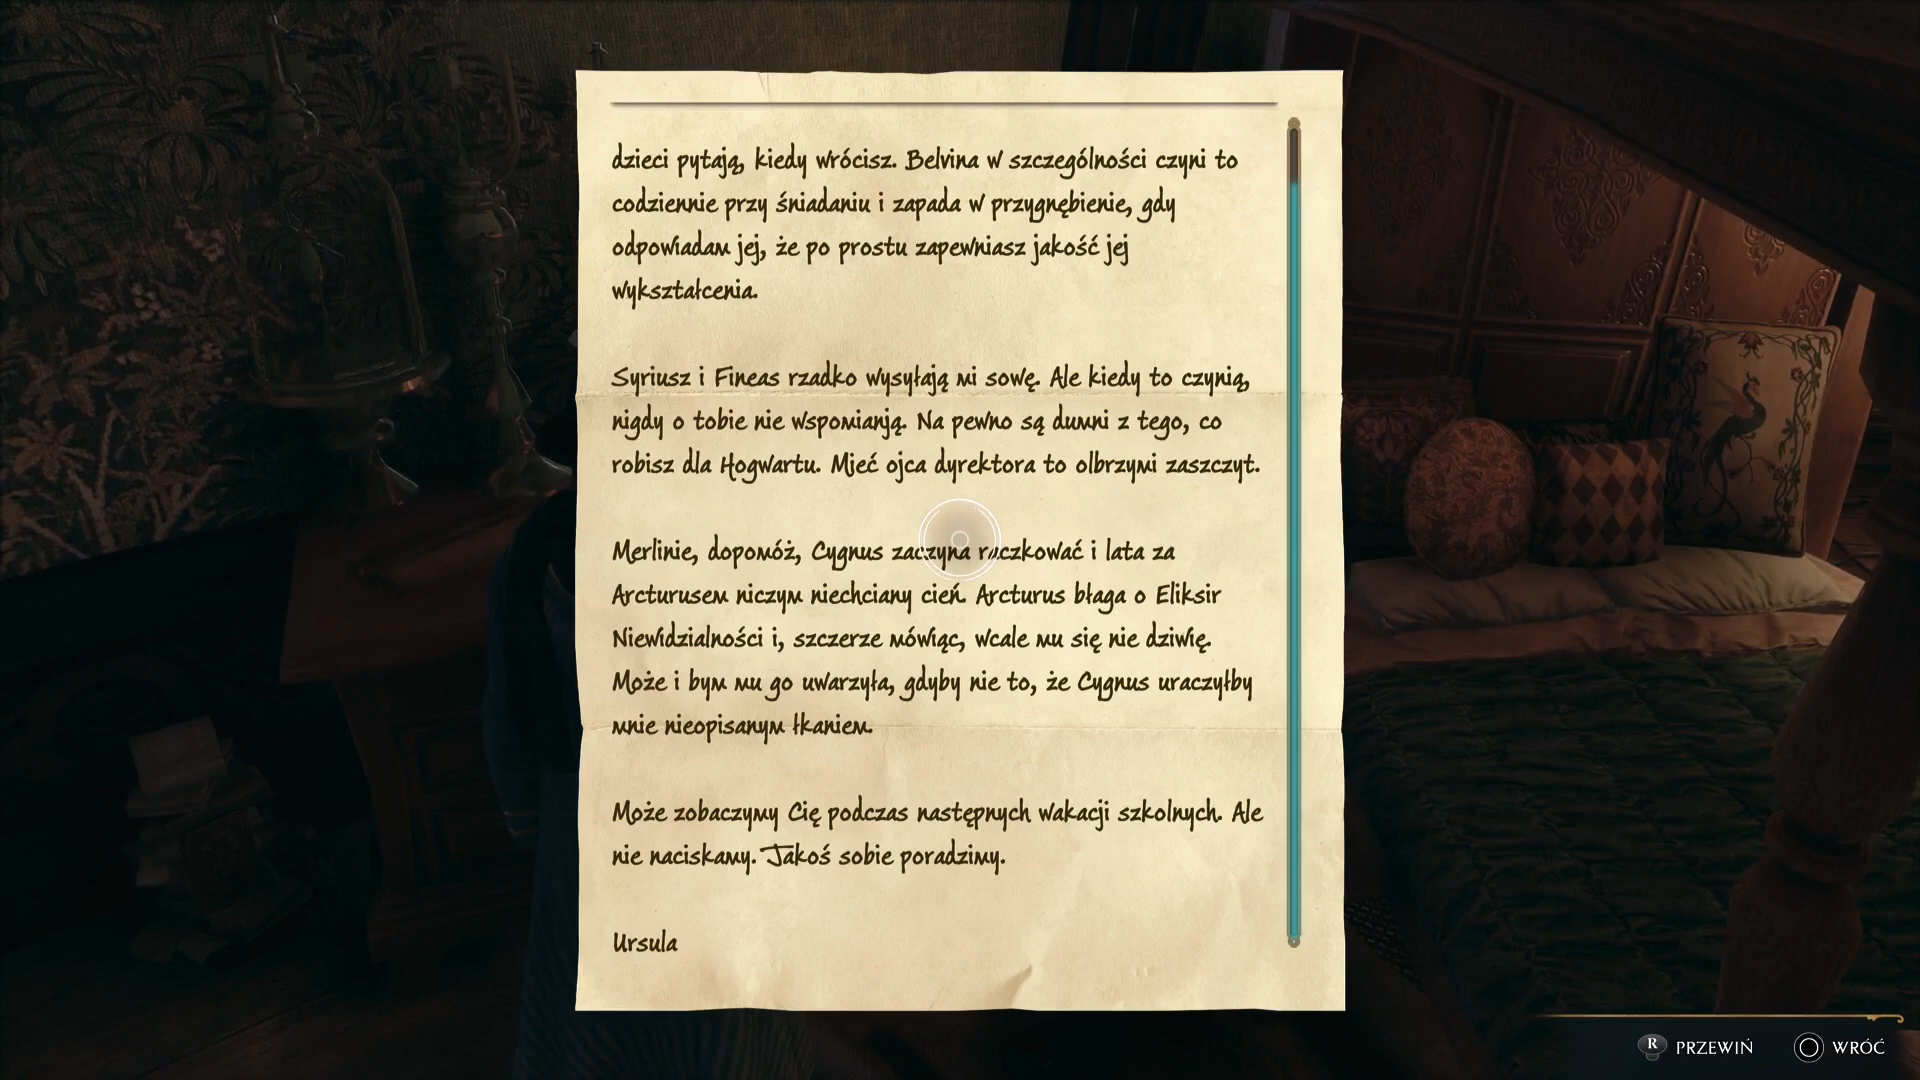 dzieci pytają, kiedy wrócisz. Belvina w szczególności czyni to
codziennie przy śniadaniu i zapada w przygnębienie, gdy
odpowiadam jej, że po prostu zapewniasz jakość jej
wykształcenia.
Syriusz i Fineas rzadko wysyłają mi sowę. Ale kiedy to czynią,
nigdy o tobie nie wspomianją. Na pewno są dumni z tego, co
robisz dla Hogwartu. Mieć ojca dyrektora to olbrzymi zaszczyt.
Merlinie, dopomóż, Cygnus zaczyna raczkować i lata za
Arcturusem niczym niechciany cień. Arcturus błaga o Eliksir
Niewidzialności i, szczerze mówiąc, wcale mu się nie dziwię.
Może i bym mu go uwarzyła, gdyby nie to, że Cygnus uraczyłby
mnie nieopisanym łkaniem.
Może zobaczymy Cię podczas następnych wakacji szkolnych. Ale
nie naciskamy. Jakoś sobie poradzimy.
Ursula
R PRZEWIŃ WRÓĆ